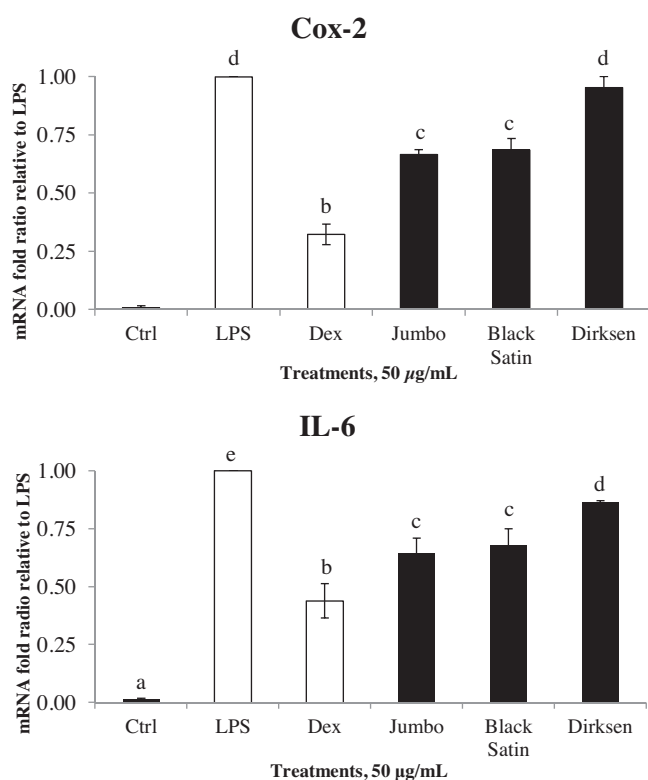 Cox-2
d
d
1.00
c
c
0.75
b
0.50
0.25
0.00
Ctrl
LPS
Dex
Jumbo
Black
Satin
Dirksen
mRNA fold ratio relative to LPS
Treatments, 50 µg/mL
IL-6
e
1.00
d
c
c
0.75
b
0.50
0.25
a
0.00
Ctrl
LPS
Dex
Jumbo
Black
Satin
Dirksen
mRNA fold radio relative to LPS
Treatments, 50 µg/mL